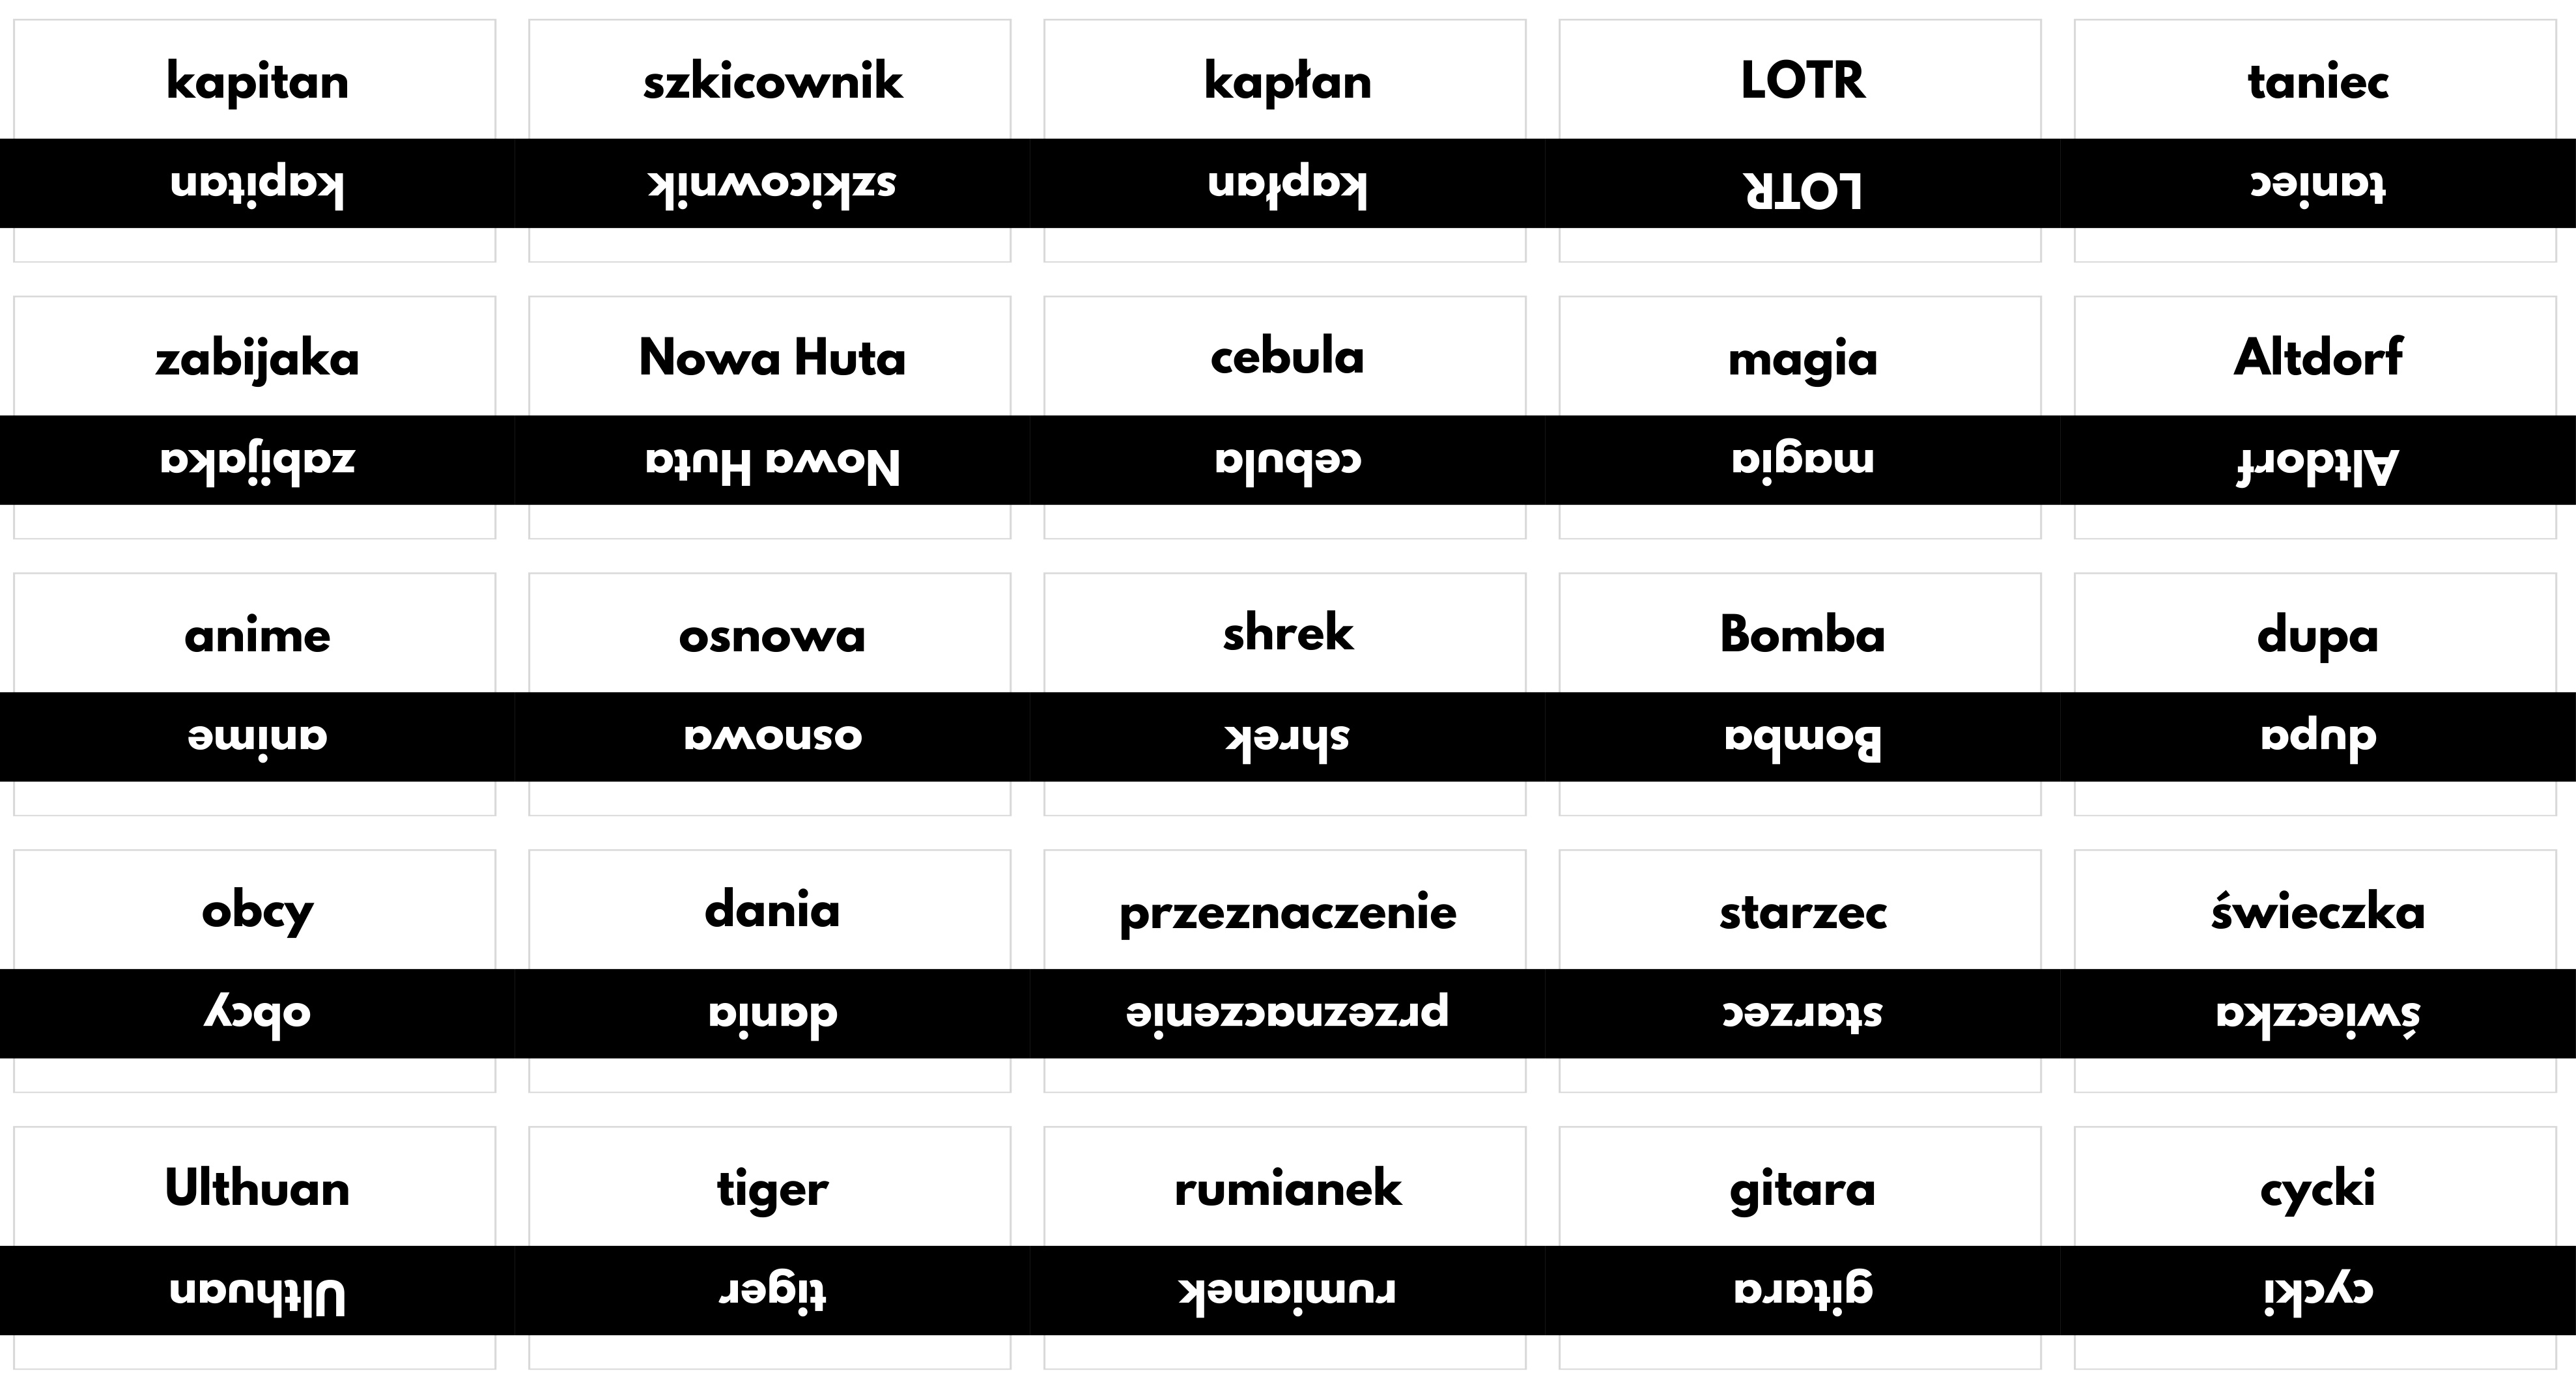 kapitan szkicownik kapłan LOTR taniec
kapitan szkicownik kapłan LOTR taniec
zabijaka Nowa Huta cebula magia Altdorf
zabijaka Nowa Huta cebula magia Altdorf
anime osnowa shrek Bomba dupa
anime osnowa shrek Bomba dupa
obcy dania przeznaczenie starzec świeczka
obcy dania przeznaczenie starzec świeczka
Ulthuan tiger rumianek gitara cycki
Ulthuan tiger rumianek gitara cycki